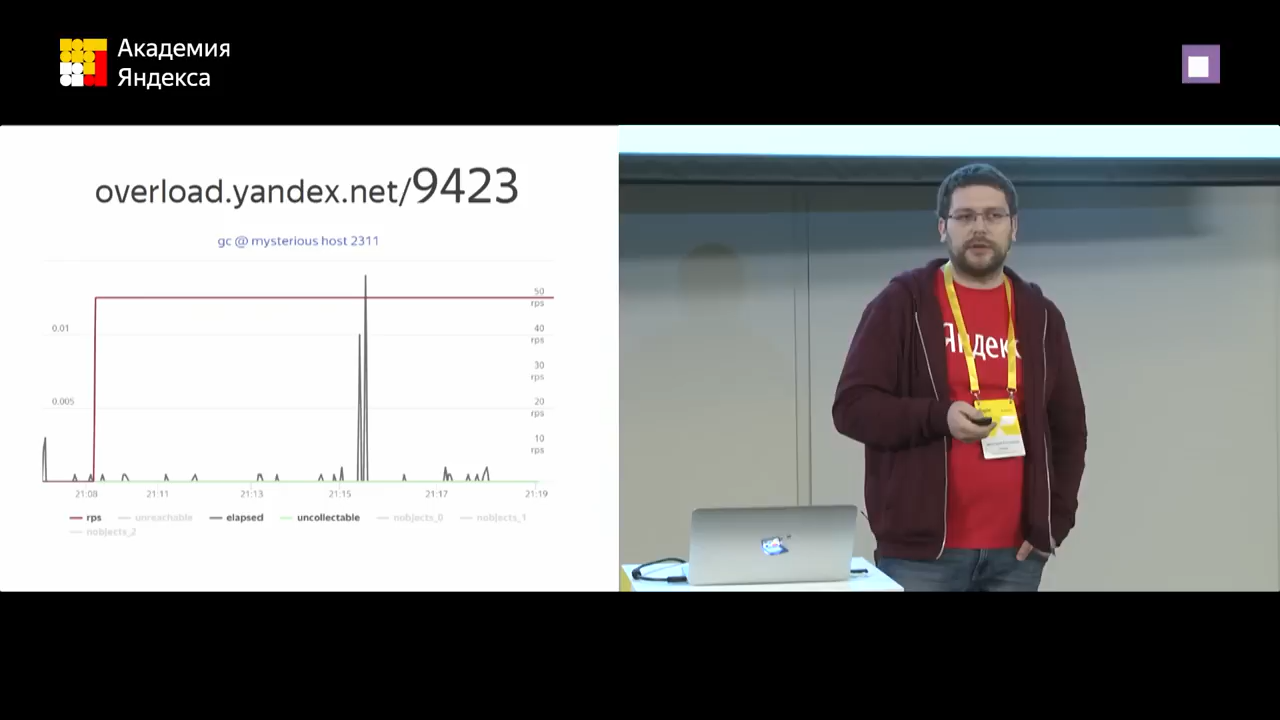 Академия
Яндекса
overload.yandex.net/9423
gc @ mysterious host 2311
50
rps
0.01
40
rps
30
rps
0.005
20
rps
10
rps
21:08 21:11 21:13 21:15 21:17 21:19
rps unreachable elapsed uncollectable nobjects_0 nobjects_1
nobjects_2
Яндекс